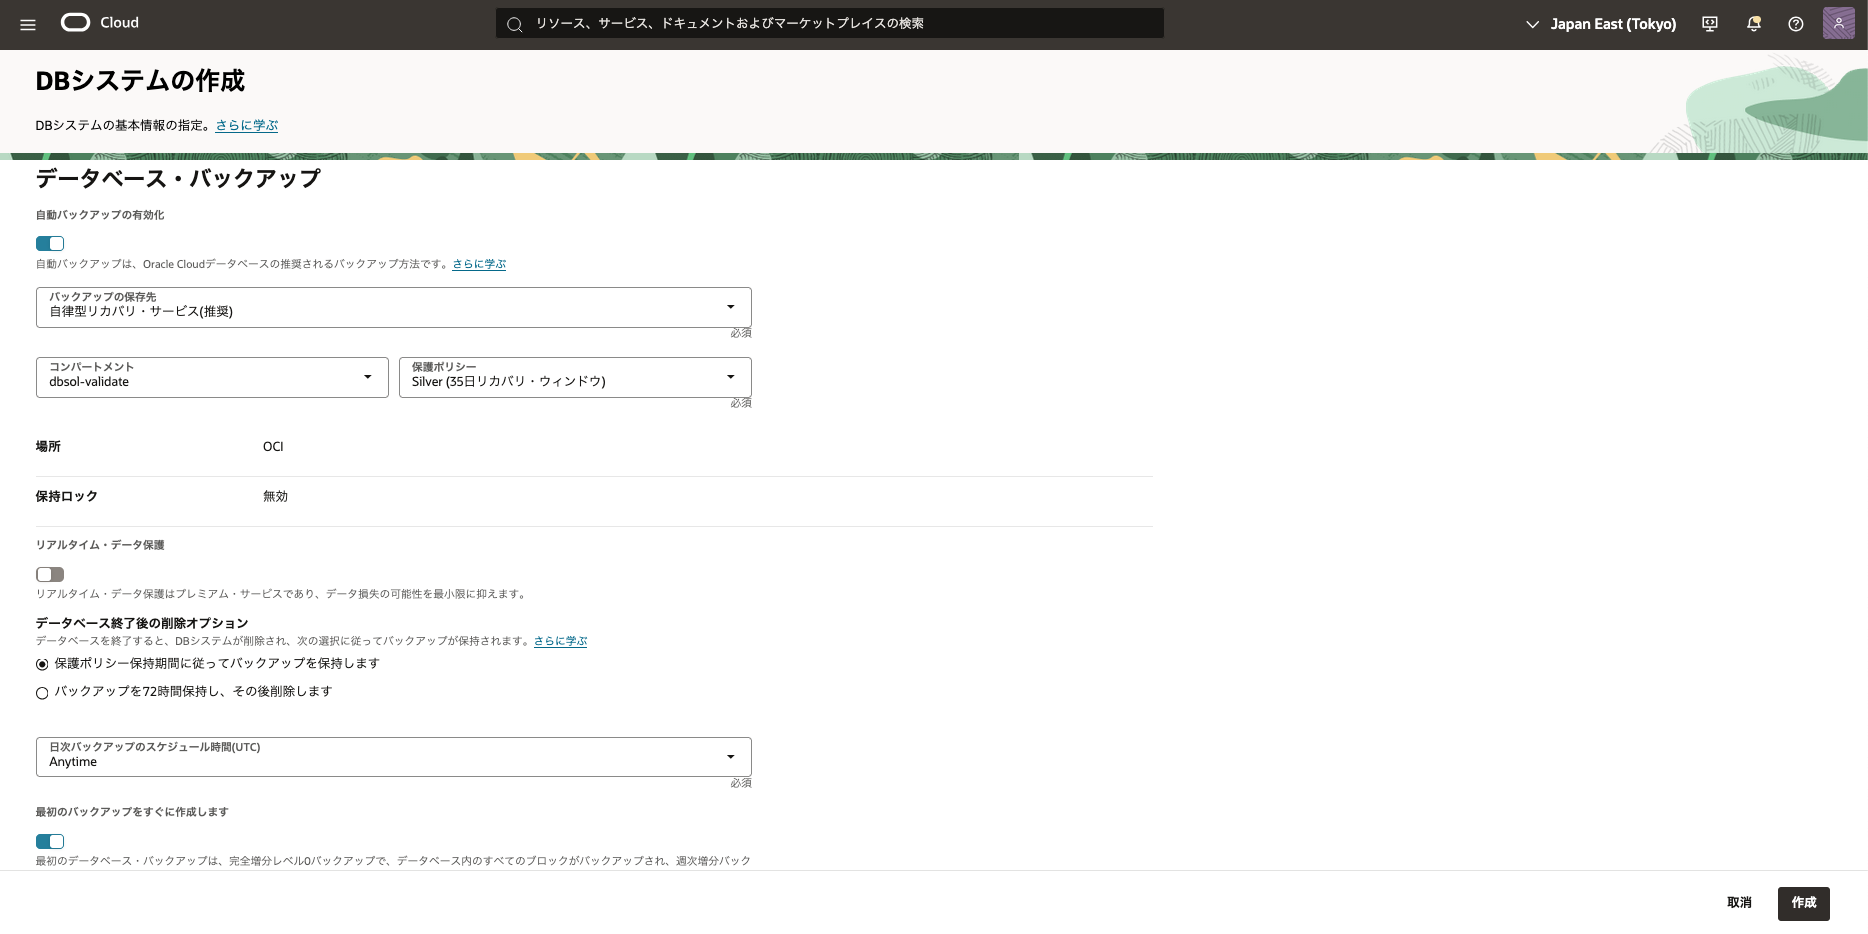 Cloud
リソース、サービス、ドキュメントおよびマーケットプレイスの検索
Japan East (Tokyo)
DBシステムの作成
DBシステムの基本情報の指定。さらに学ぶ
データベース・バックアップ
自動バックアップの有効化
自動バックアップは、Oracle Cloudデータベースの推奨されるバックアップ方法です。さらに学ぶ
バックアップの保存先
自律型リカバリ・サービス(推奨)
必須
コンパートメント
dbsol-validate
保護ポリシー
Silver (35日リカバリ・ウィンドウ)
必須
場所 OCI
保持ロック 無効
リアルタイム・データ保護
リアルタイム・データ保護はプレミアム・サービスであり、データ損失の可能性を最小限に抑えます。
データベース終了後の削除オプション
データベースを終了すると、DBシステムが削除され、次の選択に従ってバックアップが保持されます。さらに学ぶ
保護ポリシー保持期間に従ってバックアップを保持します
バックアップを72時間保持し、その後削除します
日次バックアップのスケジュール時間(UTC)
Anytime
必須
最初のバックアップをすぐに作成します
最初のデータベース・バックアップは、完全増分レベル0バックアップで、データベース内のすべてのブロックがバックアップされ、週次増分バック
取消
作成